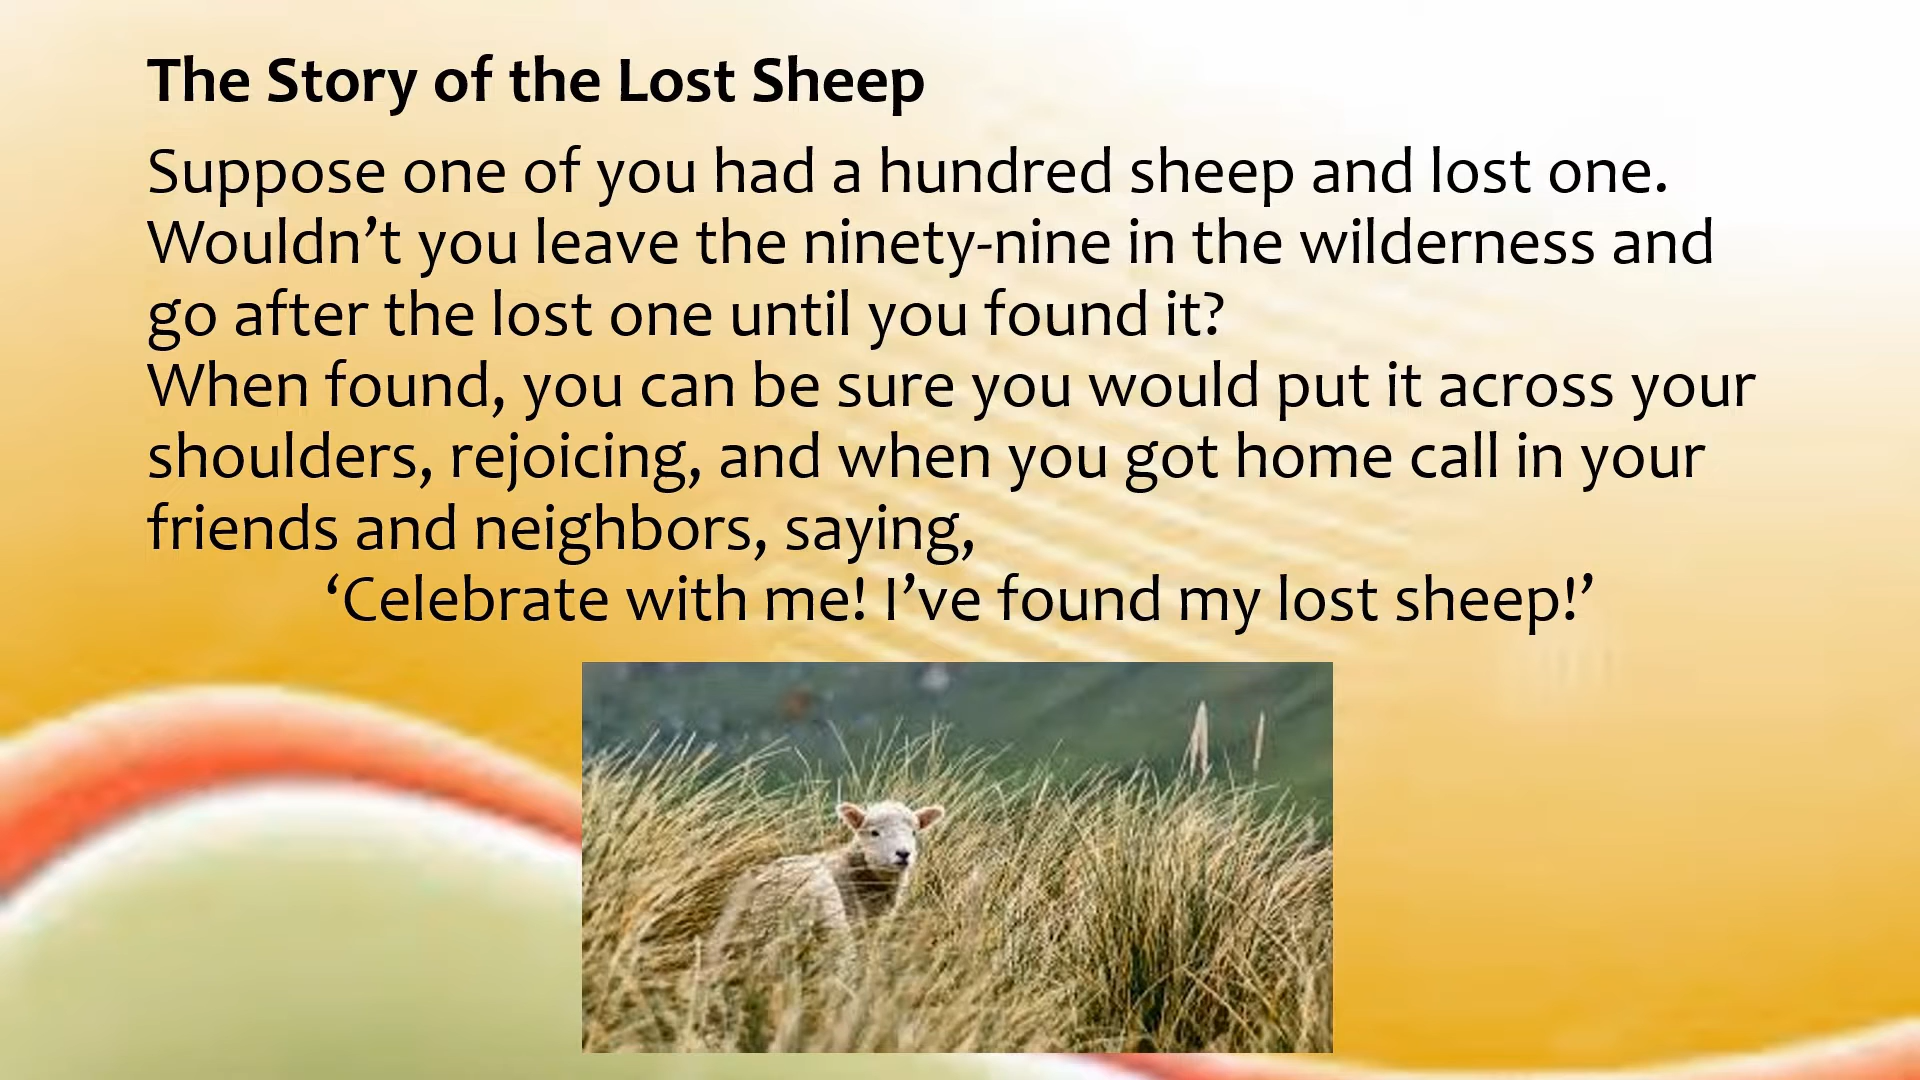 The Story of the Lost Sheep
Suppose one of you had a hundred sheep and lost one.
Wouldn’t you leave the ninety-nine in the wilderness and
go after the lost one until you found it?
When found, you can be sure you would put it across your
shoulders, rejoicing, and when you got home call in your
friends and neighbors, saying,
‘Celebrate with me! I’ve found my lost sheep!’